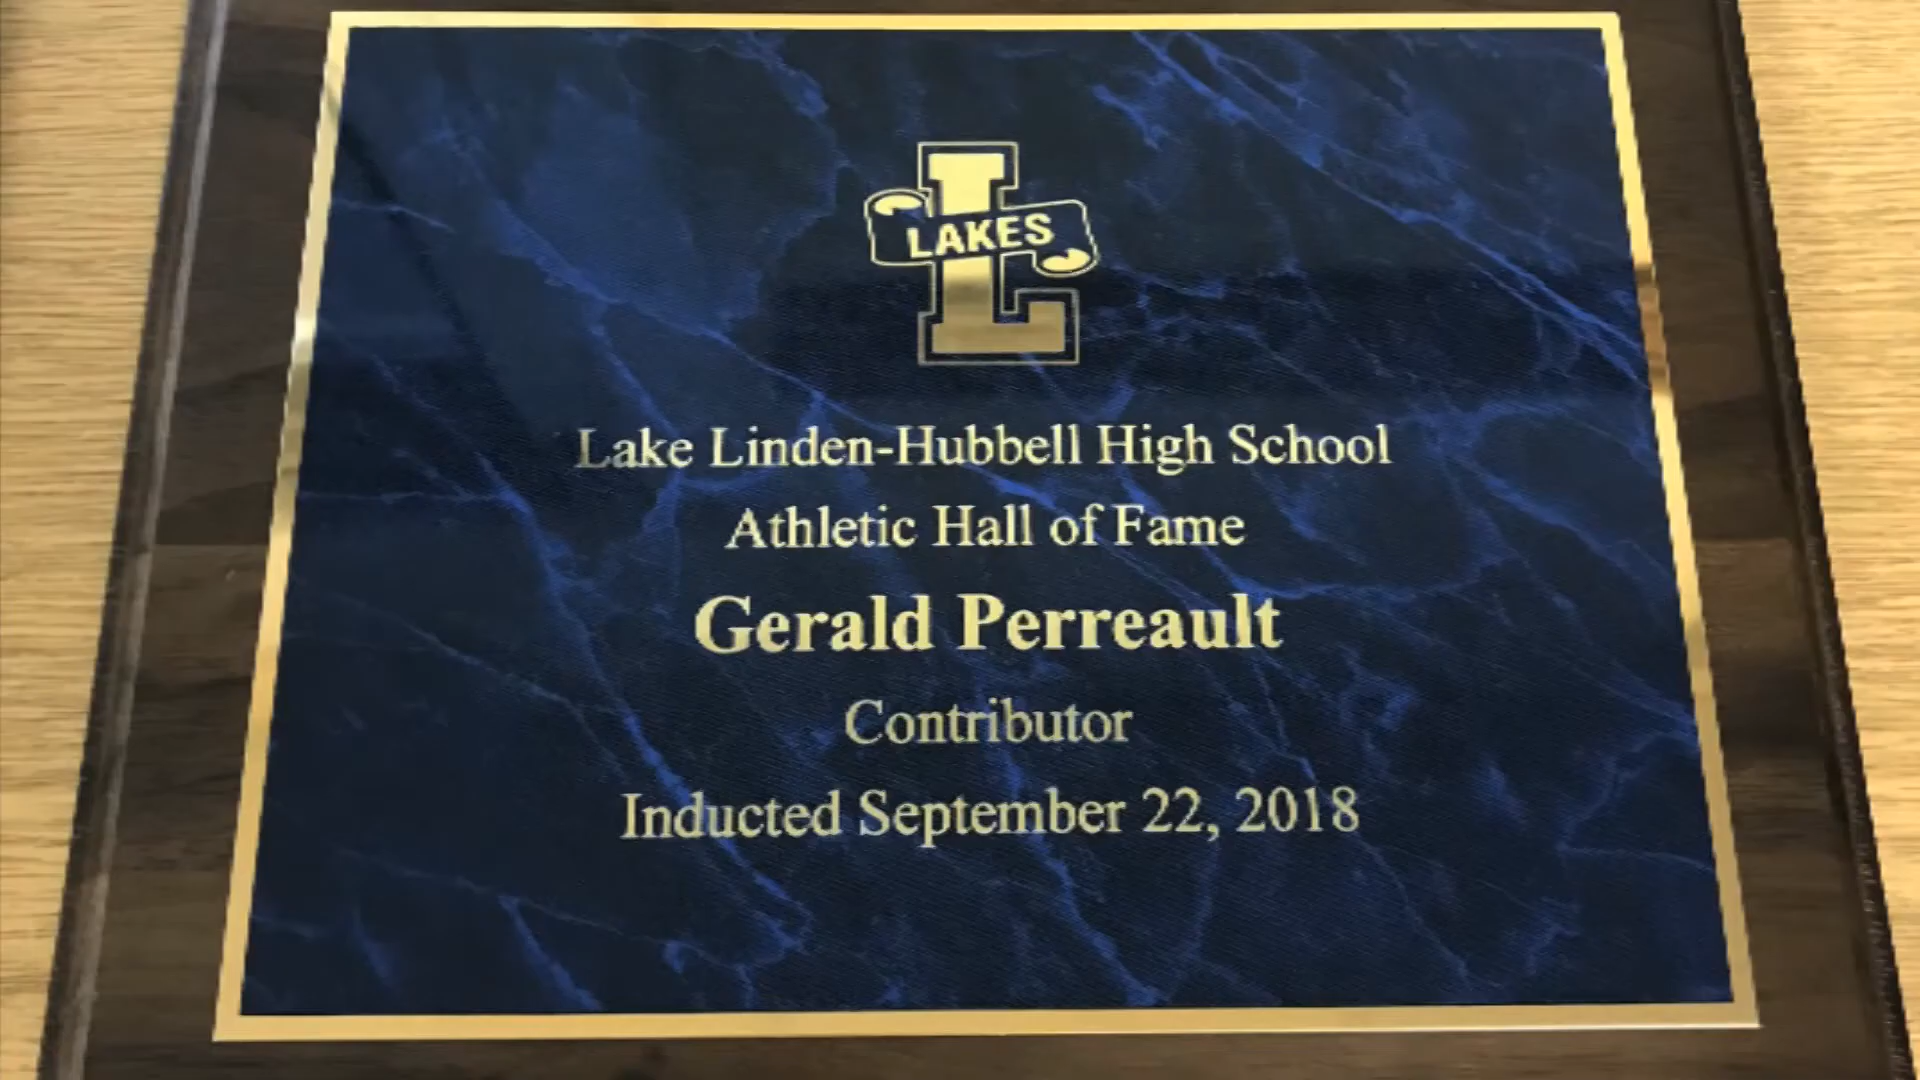 LAKES
Lake Linden-Hubbell High School
Athletic Hall of Fame
Gerald Perreault
Contributor
Inducted September 22, 2018